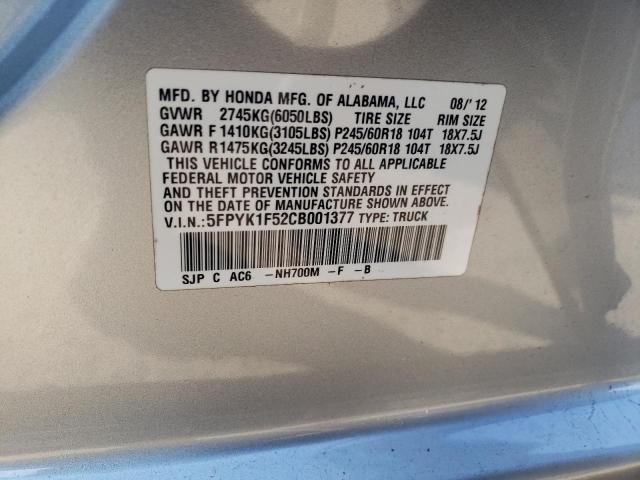 MFD. BY HONDA MFG. OF ALABAMA, LLC 08/'12
GVWR 2745KG(6050LBS) TIRE SIZE RIM SIZE
GAWR F 1410KG(3105LBS) P245/60R18 104T 18X7.5J
GAWR R 1475KG(3245LBS) P245/60R18 104T 18X7.5J
THIS VEHICLE CONFORMS TO ALL APPLICABLE
FEDERAL MOTOR VEHICLE SAFETY
AND THEFT PREVENTION STANDARDS IN EFFECT
ON THE DATE OF MANUFACTURE SHOWN ABOVE.
V.I.N.:5FPYK1F52CB001377 TYPE: TRUCK
SJP C AC6 -NH700M -F -B